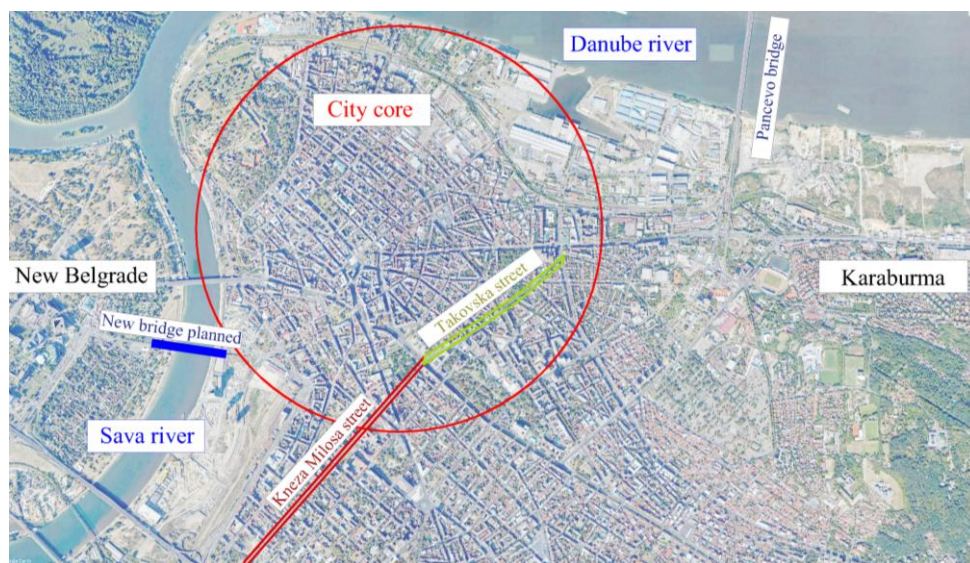 Danube river
Pancevo bridge
City core
New Belgrade
Takovska street
Karaburma
New bridge planned
Kneza Milosa street
Sava river